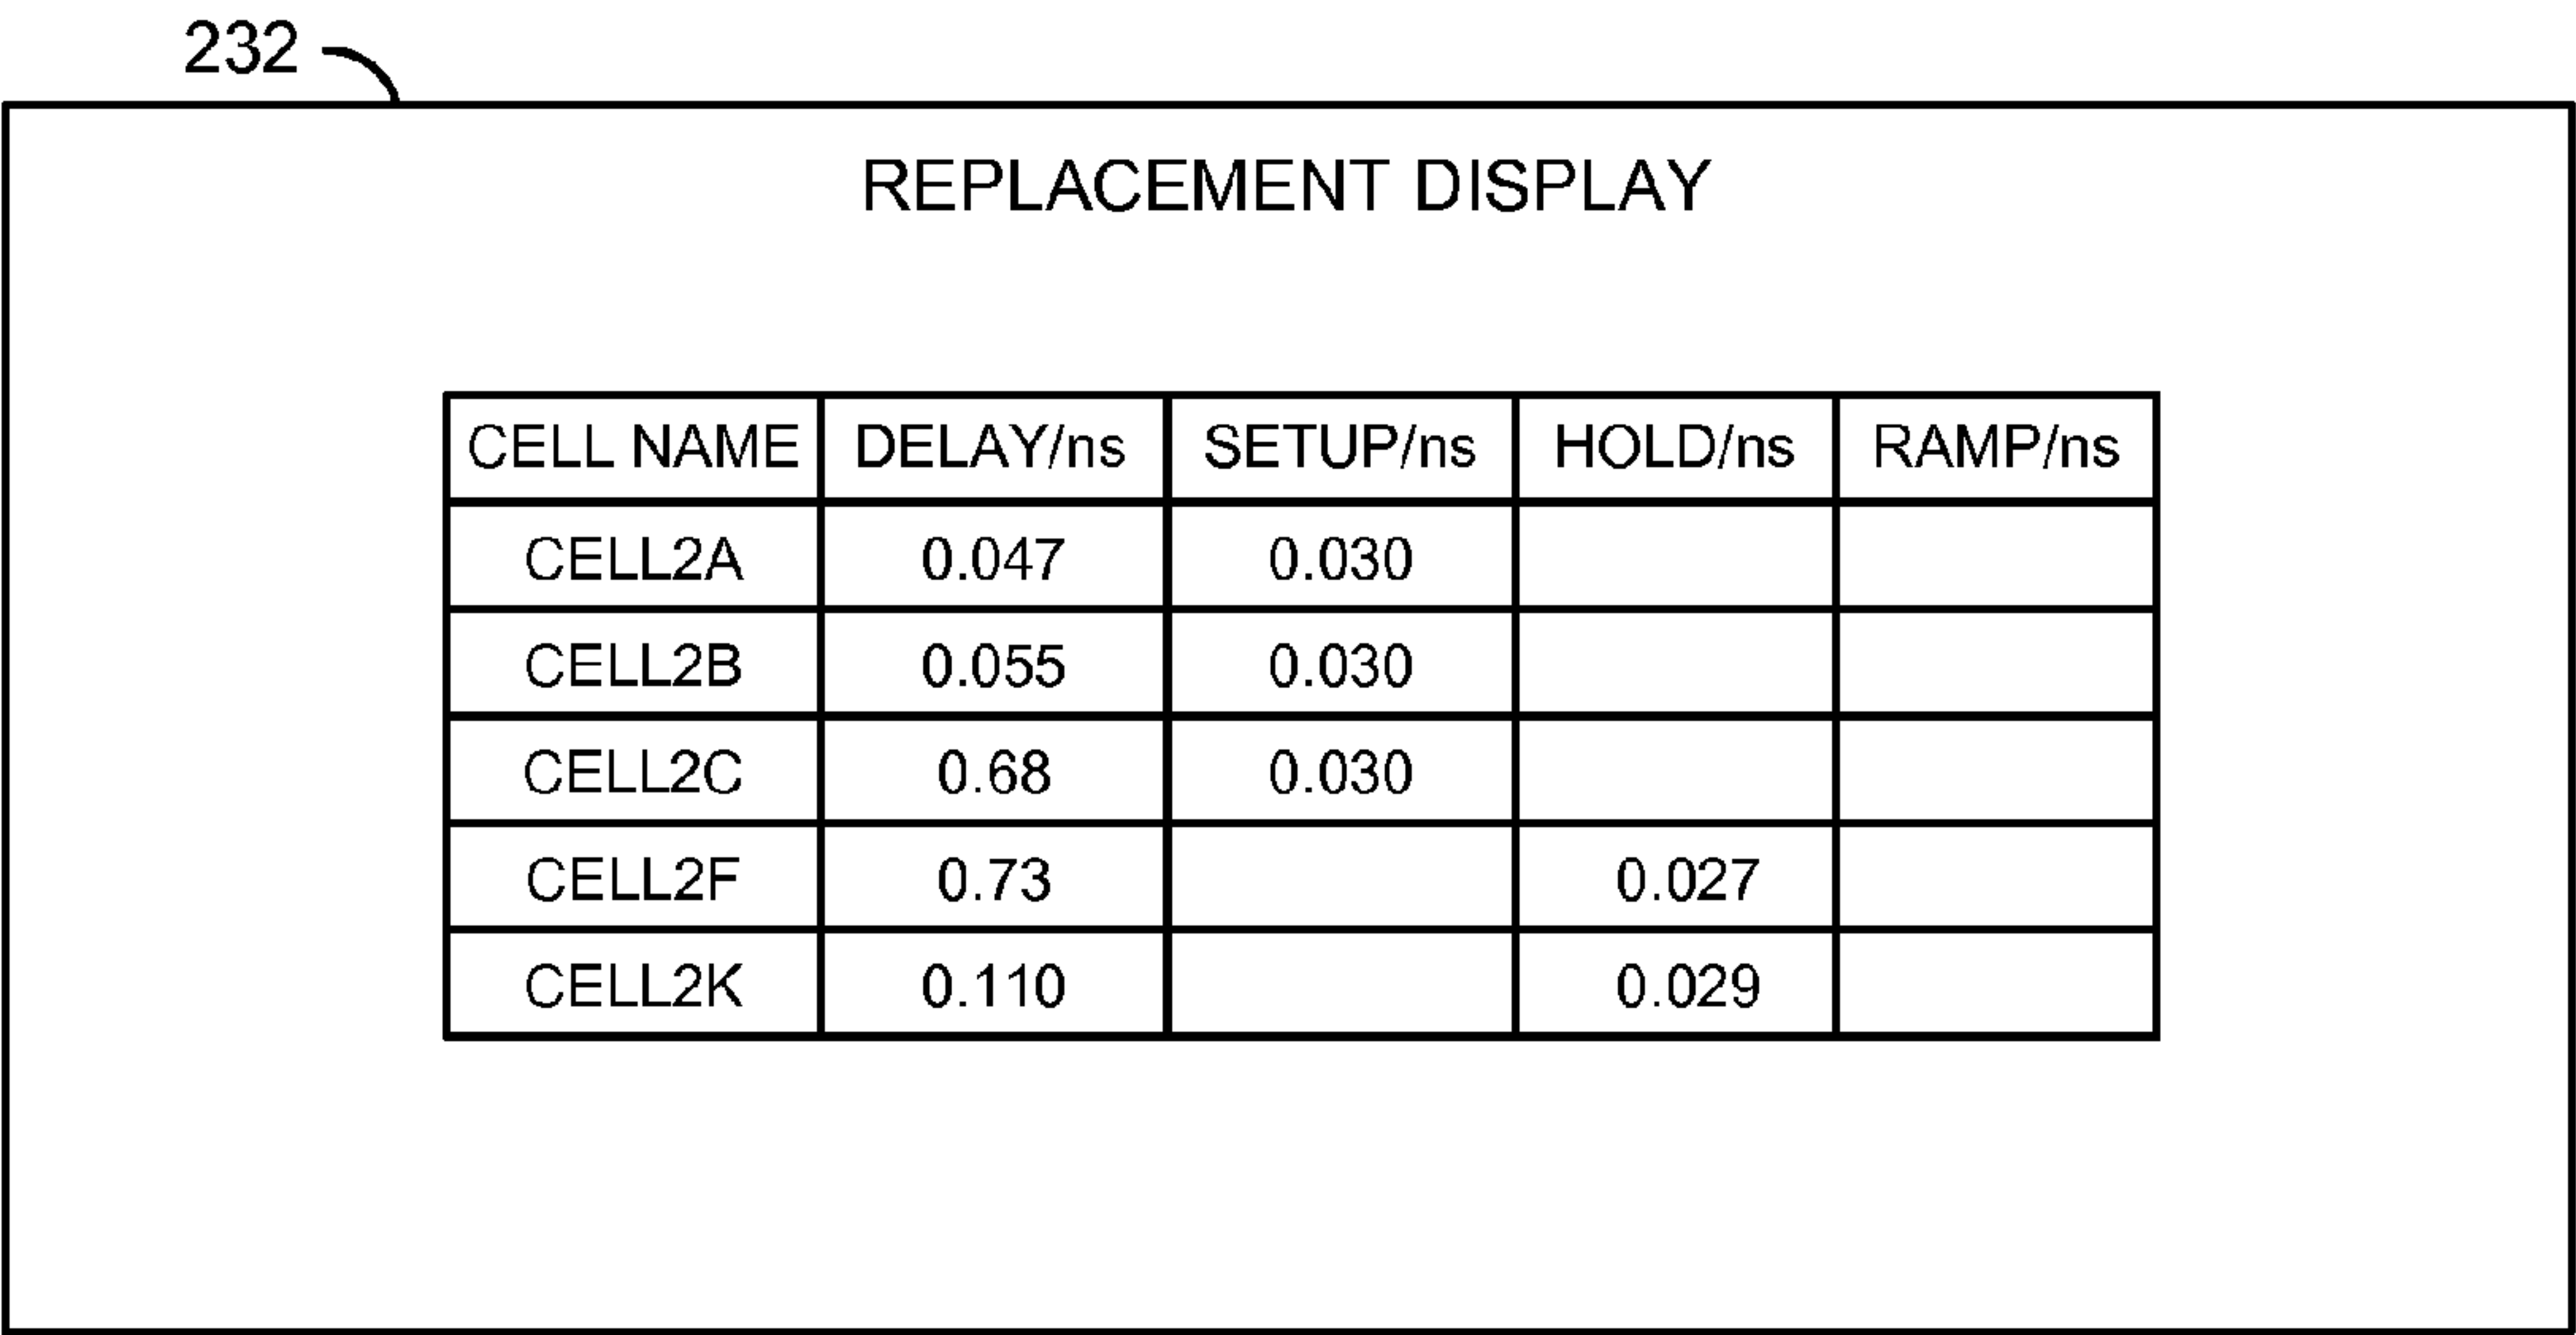 232
REPLACEMENT DISPLAY
CELL NAME DELAY/ns SETUP/ns HOLD/ns RAMP/ns
CELL2A 0.047 0.030
CELL2B 0.055 0.030
CELL2C 0.68 0.030
CELL2F 0.73 0.027
CELL2K 0.110 0.029